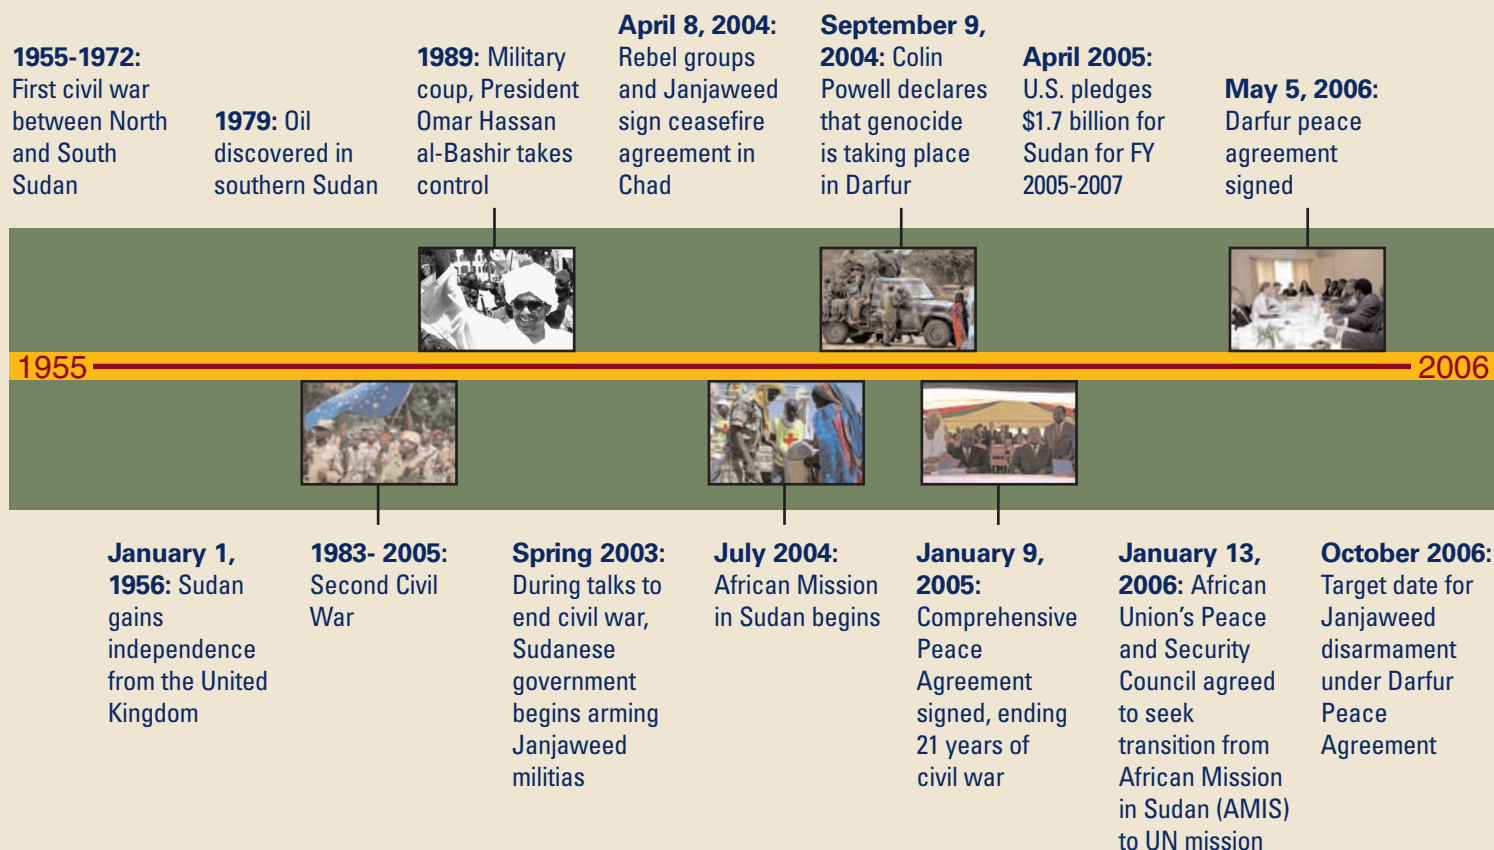 1955-1972:
First civil war
between North
and South
Sudan
1979: Oil
discovered in
southern Sudan
1989: Military
coup, President
Omar Hassan
al-Bashir takes
control
April 8, 2004:
Rebel groups
and Janjaweed
sign ceasefire
agreement in
Chad
September 9,
2004: Colin
Powell declares
that genocide
is taking place
in Darfur
April 2005:
U.S. pledges
$1.7 billion for
Sudan for FY
2005-2007
May 5, 2006:
Darfur peace
agreement
signed
1955
2006
January 1,
1956: Sudan
gains
independence
from the United
Kingdom
1983- 2005:
Second Civil
War
Spring 2003:
During talks to
end civil war,
Sudanese
government
begins arming
Janjaweed
militias
July 2004:
African Mission
in Sudan begins
January 9,
2005:
Comprehensive
Peace
Agreement
signed, ending
21 years of
civil war
January 13,
2006: African
Union’s Peace
and Security
Council agreed
to seek
transition from
African Mission
in Sudan (AMIS)
to UN mission
October 2006:
Target date for
Janjaweed
disarmament
under Darfur
Peace
Agreement